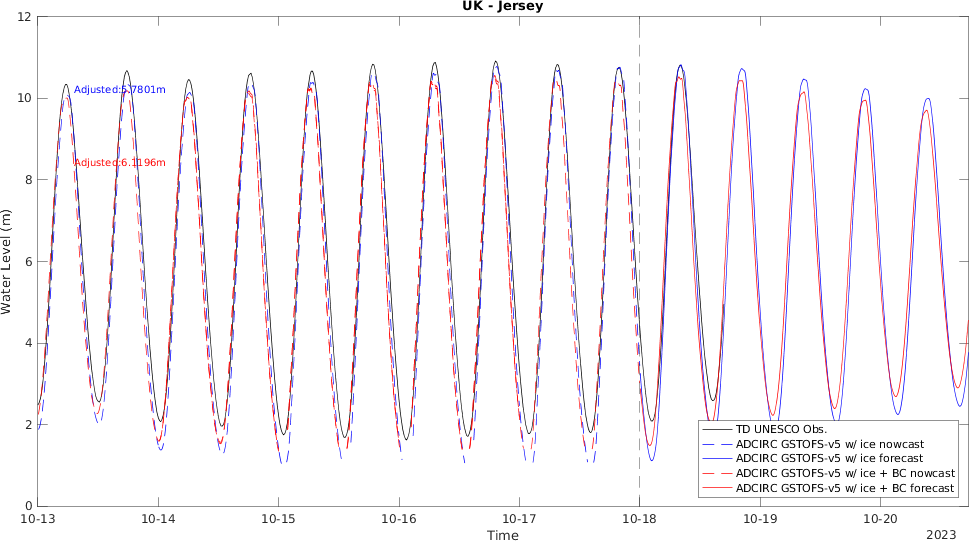 UK - Jersey
12
10
8
6
4
2
0
Water Level (m)
Adjusted:5.7801m
Adjusted:6.1196m
TD UNESCO Obs.
ADCIRC GSTOFS-v5 w/ ice nowcast
ADCIRC GSTOFS-v5 w/ ice forecast
ADCIRC GSTOFS-v5 w/ ice + BC nowcast
ADCIRC GSTOFS-v5 w/ ice + BC forecast
10-13 10-14 10-15 10-16 10-17 10-18 10-19 10-20
Time
2023